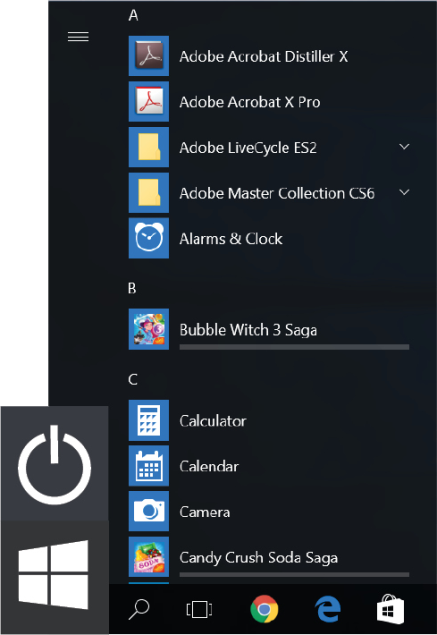 A
Adobe Acrobat Distiller X
Adobe Acrobat X Pro
Adobe LiveCycle ES2
Adobe Master Collection CS6
Alarms & Clock
B
Bubble Witch 3 Saga
C
Calculator
Calendar
Camera
SODA
Candy Crush Soda Saga